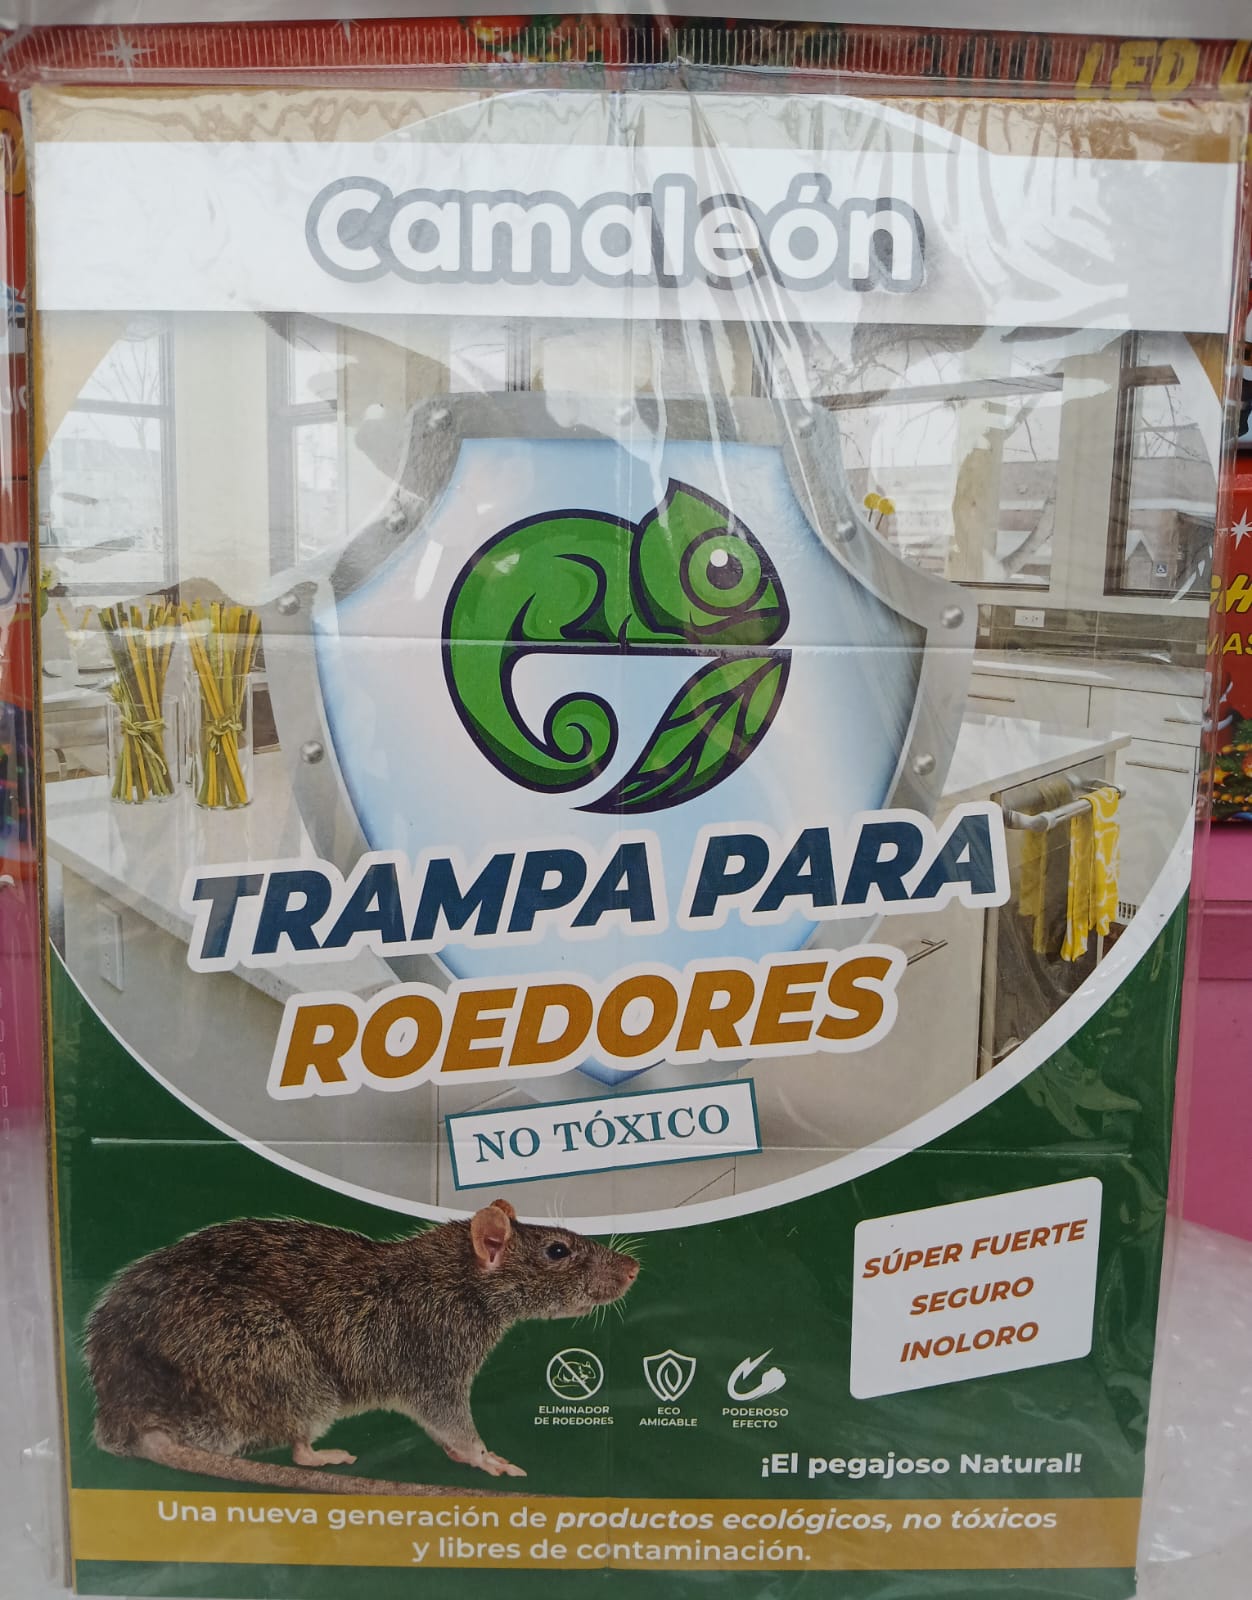 Camaleón
TRAMPA PARA
ROEDORES
NO TÓXICO
SÚPER FUERTE
SEGURO
INOLORO
ELIMINADOR
DE ROEDORES
ECO
AMIGABLE
PODEROSO
EFECTO
¡El pegajoso Natural!
Una nueva generación de productos ecológicos, no tóxicos
y libres de contaminación.
LED